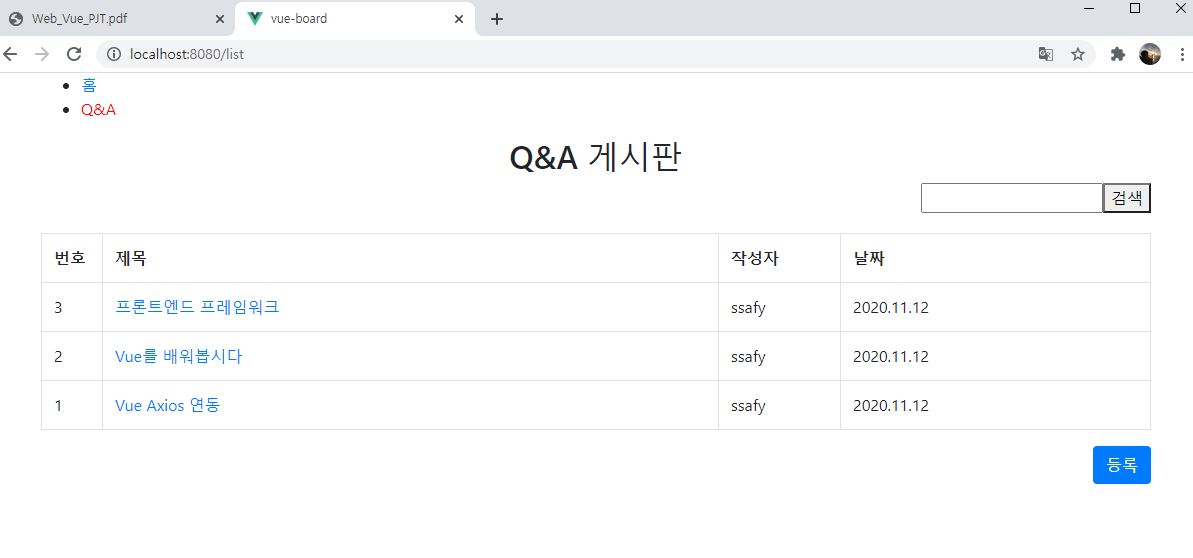 Web_Vue_PJT.pdf
vue-board
localhost:8080/list
홈
Q&A
Q&A 게시판
검색
번호 제목 작성자 날짜
3 프론트엔드 프레임워크 ssafy 2020.11.12
2 Vue를 배워봅시다 ssafy 2020.11.12
1 Vue Axios 연동 ssafy 2020.11.12
등록